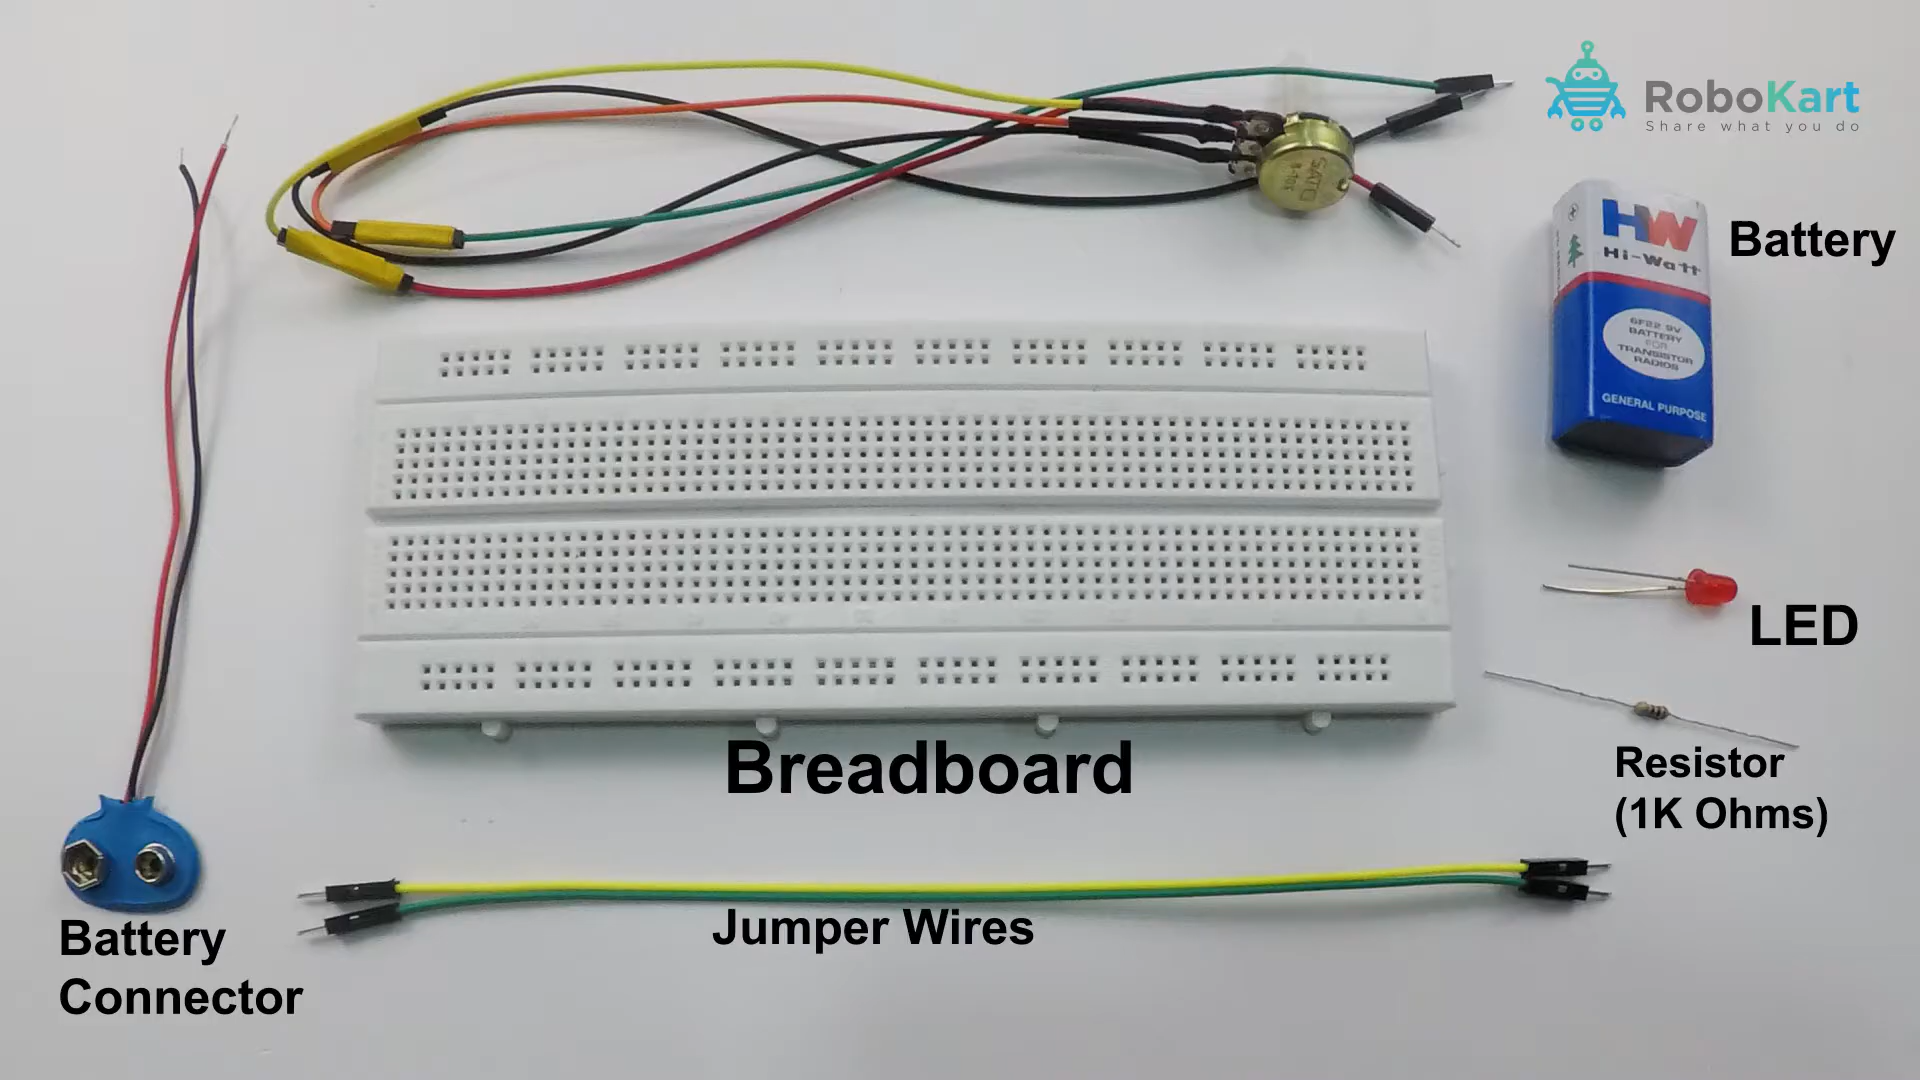 RoboKart
Share what you do
HW
Hi-Watt
6F22 9V
BATTERY
FOR
TRANSISTOR
RADIOS
GENERAL PURPOSE
Battery
LED
Resistor
(1K Ohms)
Breadboard
Jumper Wires
Battery
Connector